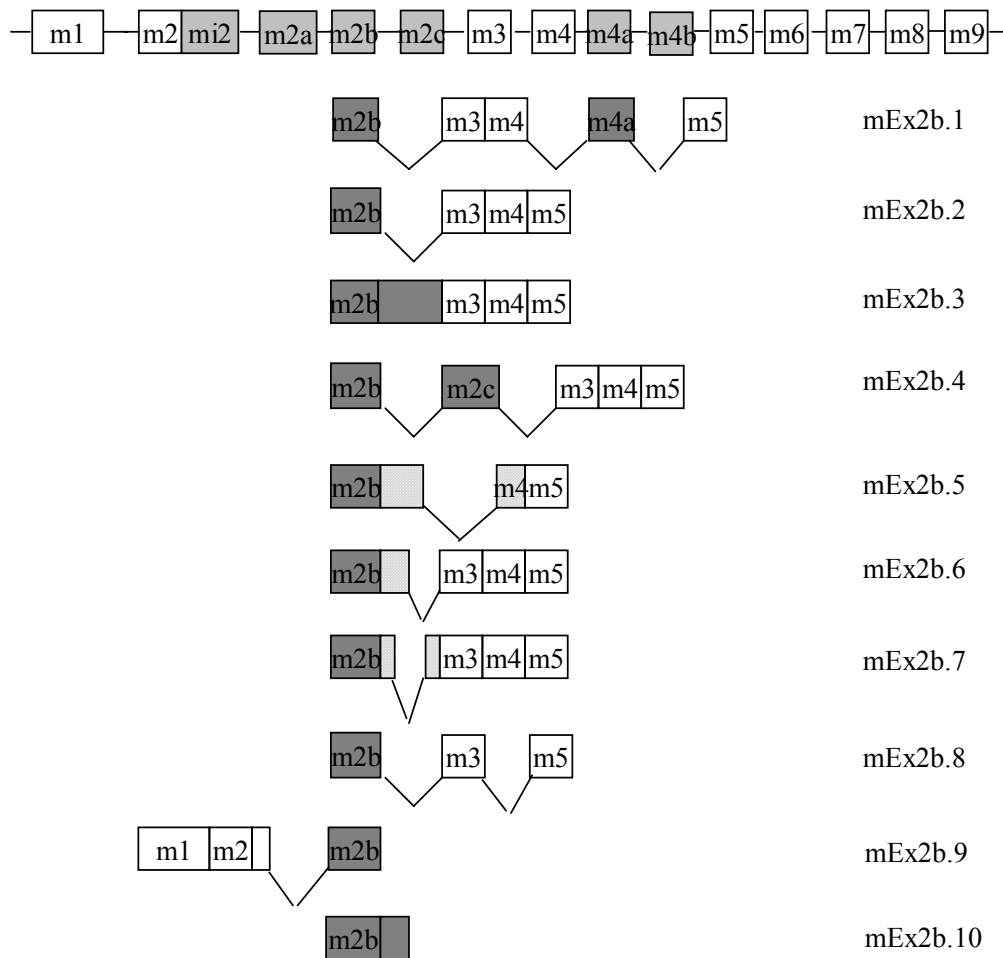 m1 m2 mi2 m2a m2b m2c m3 m4 m4a m4b m5 m6 m7 m8 m9
m2b m3 m4 m4a m5 mEx2b.1
m2b m3 m4 m5 mEx2b.2
m2b m3 m4 m5 mEx2b.3
m2b m2c m3 m4 m5 mEx2b.4
m2b m4 m5 mEx2b.5
m2b m3 m4 m5 mEx2b.6
m2b m3 m4 m5 mEx2b.7
m2b m3 m5 mEx2b.8
m1 m2 m2b mEx2b.9
m2b mEx2b.10